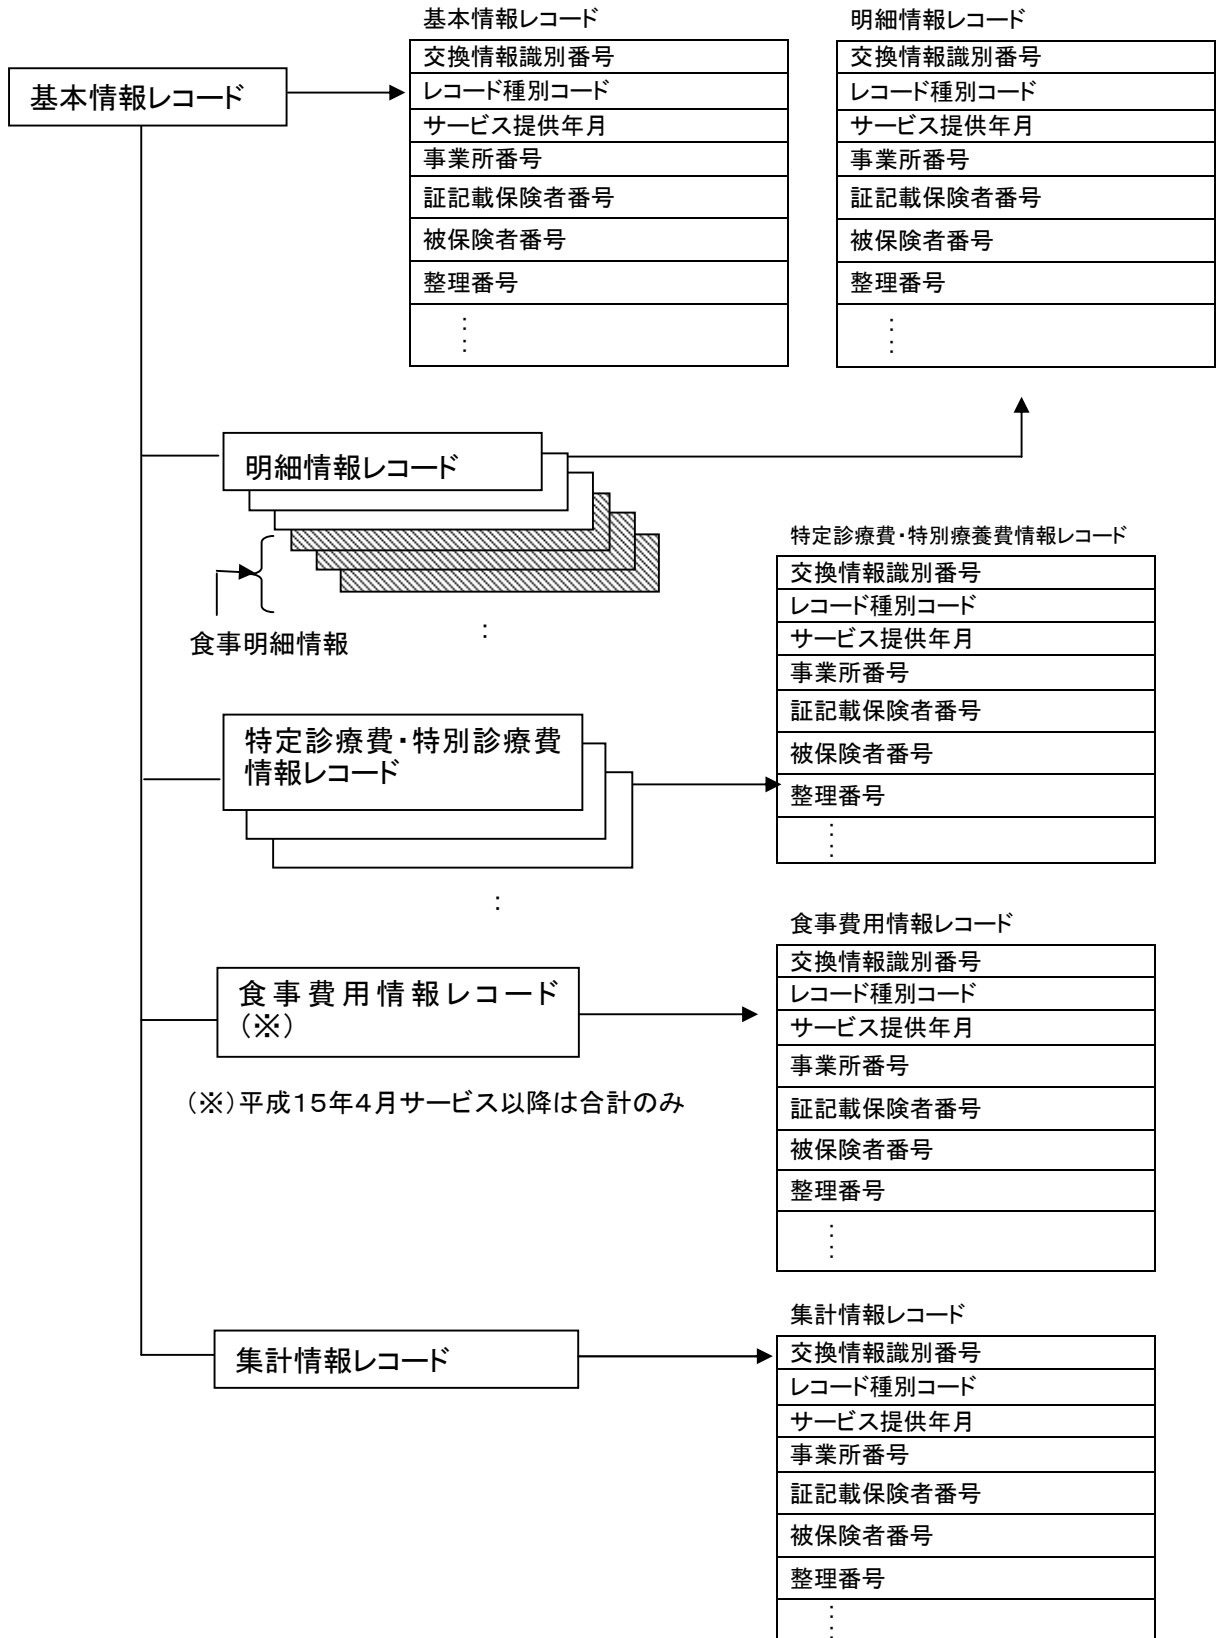 基本情報レコード
基本情報レコード
交換情報識別番号
レコード種別コード
サービス提供年月
事業所番号
証記載保険者番号
被保険者番号
整理番号
：
：
明細情報レコード
交換情報識別番号
レコード種別コード
サービス提供年月
事業所番号
証記載保険者番号
被保険者番号
整理番号
：
：
明細情報レコード
食事明細情報
：
特定診療費・特別療養費情報レコード
交換情報識別番号
レコード種別コード
サービス提供年月
事業所番号
証記載保険者番号
被保険者番号
整理番号
：
：
特定診療費・特別診療費
情報レコード
：
食事費用情報レコード
交換情報識別番号
レコード種別コード
サービス提供年月
事業所番号
証記載保険者番号
被保険者番号
整理番号
：
：
食事費用情報レコード
（※）
（※）平成１５年４月サービス以降は合計のみ
集計情報レコード
集計情報レコード
交換情報識別番号
レコード種別コード
サービス提供年月
事業所番号
証記載保険者番号
被保険者番号
整理番号
：
：